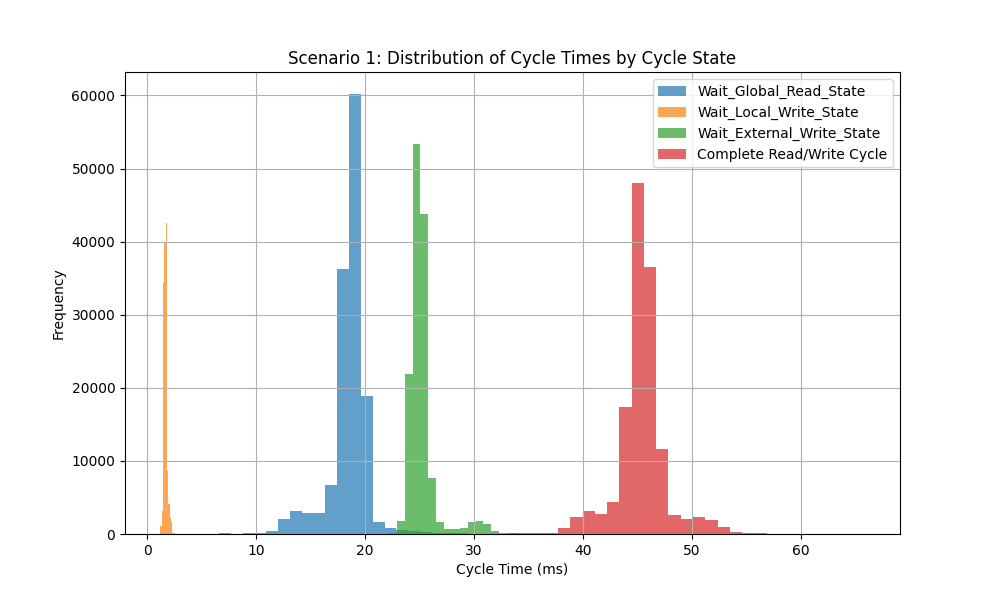 Scenario 1: Distribution of Cycle Times by Cycle State
Wait_Global_Read_State
Wait_Local_Write_State
Wait_External_Write_State
Complete Read/Write Cycle
60000
50000
40000
30000
20000
10000
0
Frequency
0 10 20 30 40 50 60
Cycle Time (ms)